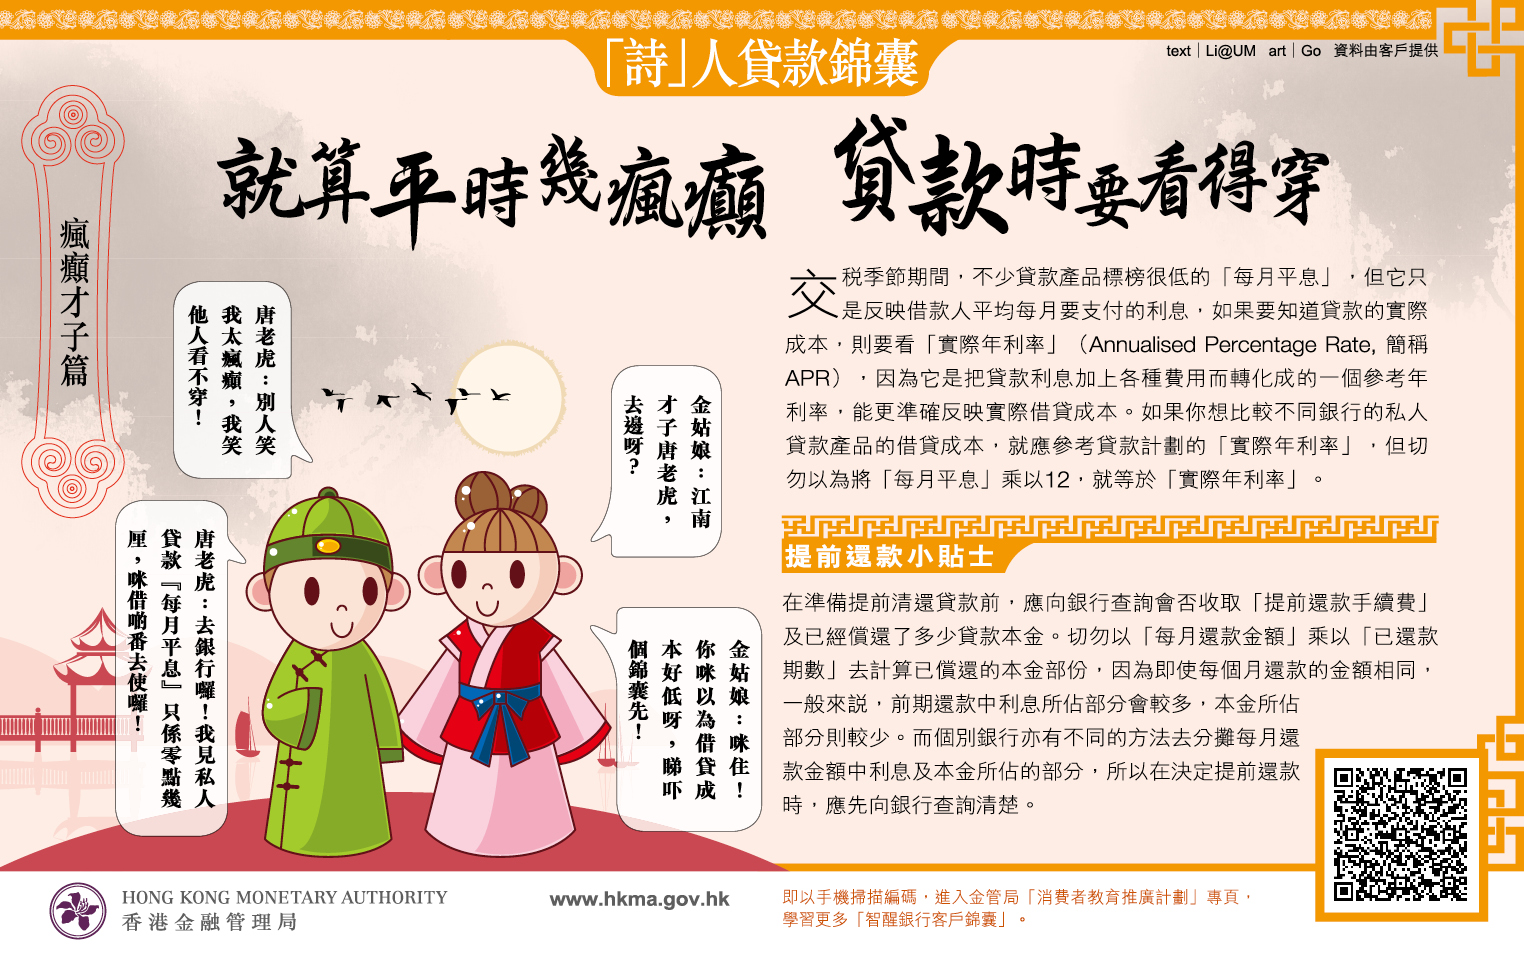 「詩」人貸款錦囊
text｜Li@UM art｜Go 資料由客戶提供
瘋癲才子篇
就算平時幾瘋癲 貸款時要看得穿
唐老虎：別人笑
我太瘋癲，我笑
他人看不穿！
金姑娘：江南
才子唐老虎，
去邊呀？
唐老虎：去銀行囉！我見私人
貸款『每月平息』只係零點幾
厘，咪借啲番去使囉！
金姑娘：咪住！
你咪以為借貸成
本好低呀，睇吓
個錦囊先！
交税季節期間，不少貸款產品標榜很低的「每月平息」，但它只
是反映借款人平均每月要支付的利息，如果要知道貸款的實際
成本，則要看「實際年利率」（Annualised Percentage Rate, 簡稱
APR），因為它是把貸款利息加上各種費用而轉化成的一個參考年
利率，能更準確反映實際借貸成本。如果你想比較不同銀行的私人
貸款產品的借貸成本，就應參考貸款計劃的「實際年利率」，但切
勿以為將「每月平息」乘以12，就等於「實際年利率」。
提前還款小貼士
在準備提前清還貸款前，應向銀行查詢會否收取「提前還款手續費」
及已經償還了多少貸款本金。切勿以「每月還款金額」乘以「已還款
期數」去計算已償還的本金部份，因為即使每個月還款的金額相同，
一般來説，前期還款中利息所佔部分會較多，本金所佔
部分則較少。而個別銀行亦有不同的方法去分攤每月還
款金額中利息及本金所佔的部分，所以在決定提前還款
時，應先向銀行查詢清楚。
HONG KONG MONETARY AUTHORITY
香港金融管理局
www.hkma.gov.hk
即以手機掃描編碼，進入金管局「消費者教育推廣計劃」專頁，
學習更多「智醒銀行客戶錦囊」。